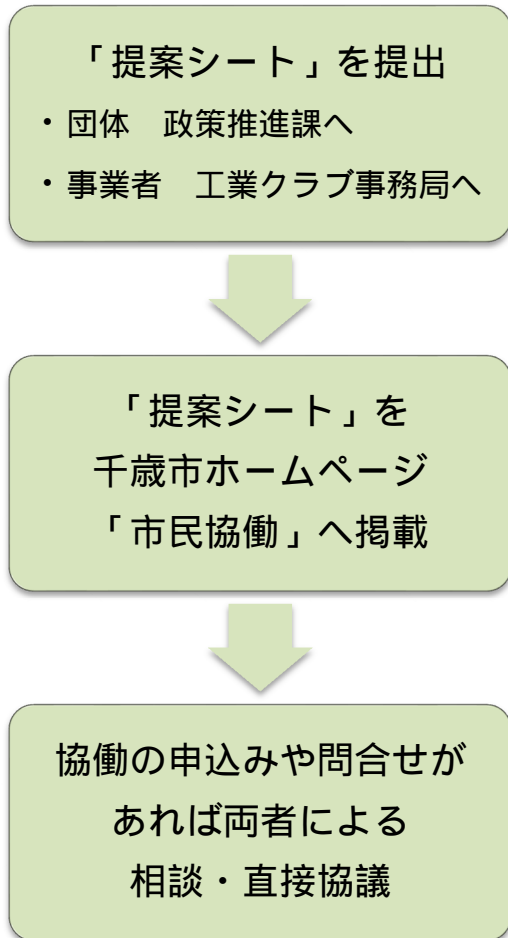 「提案シート」を提出
・団体　政策推進課へ
・事業者　工業クラブ事務局へ
「提案シート」を
千歳市ホームページ
「市民協働」へ掲載
協働の申込みや問合せが
あれば両者による
相談・直接協議